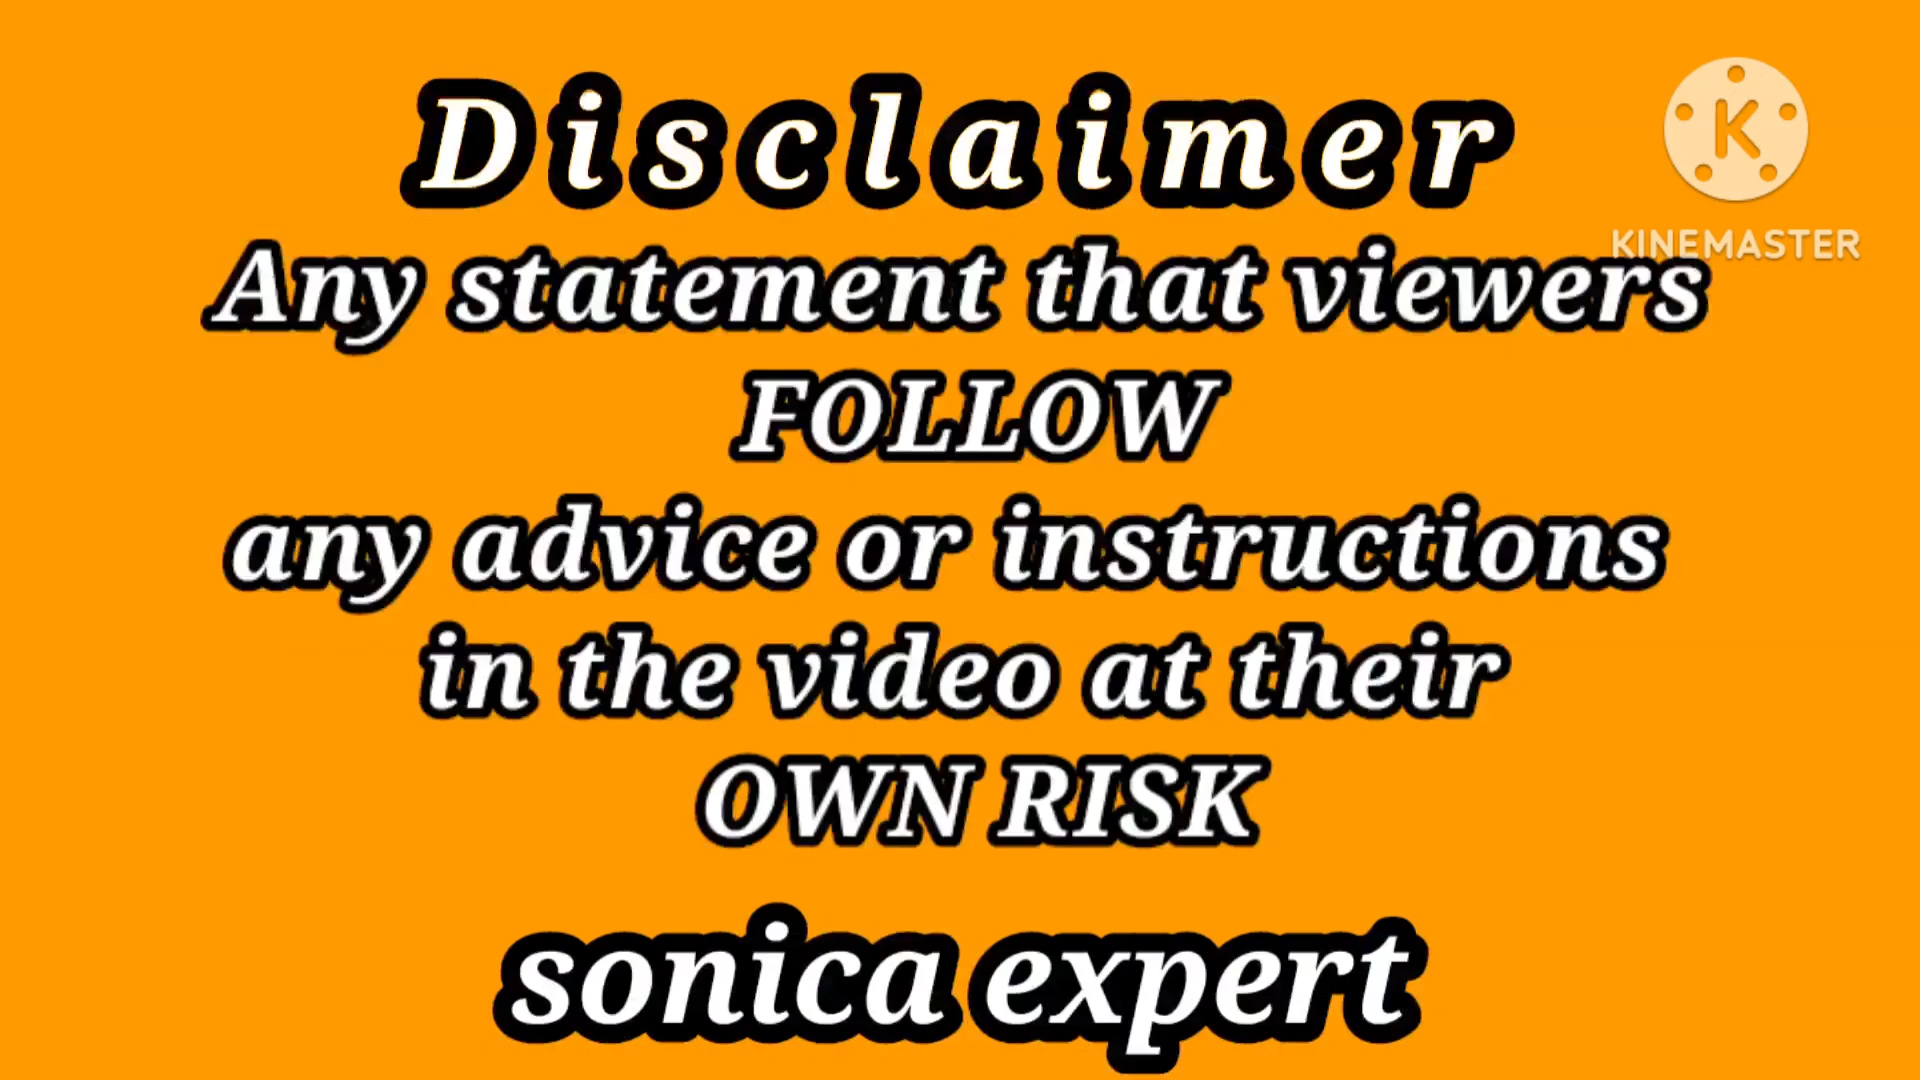 Disclaimer
K
KINEMASTER
Any statement that viewers
FOLLOW
any advice or instructions
in the video at their
OWN RISK
sonica expert